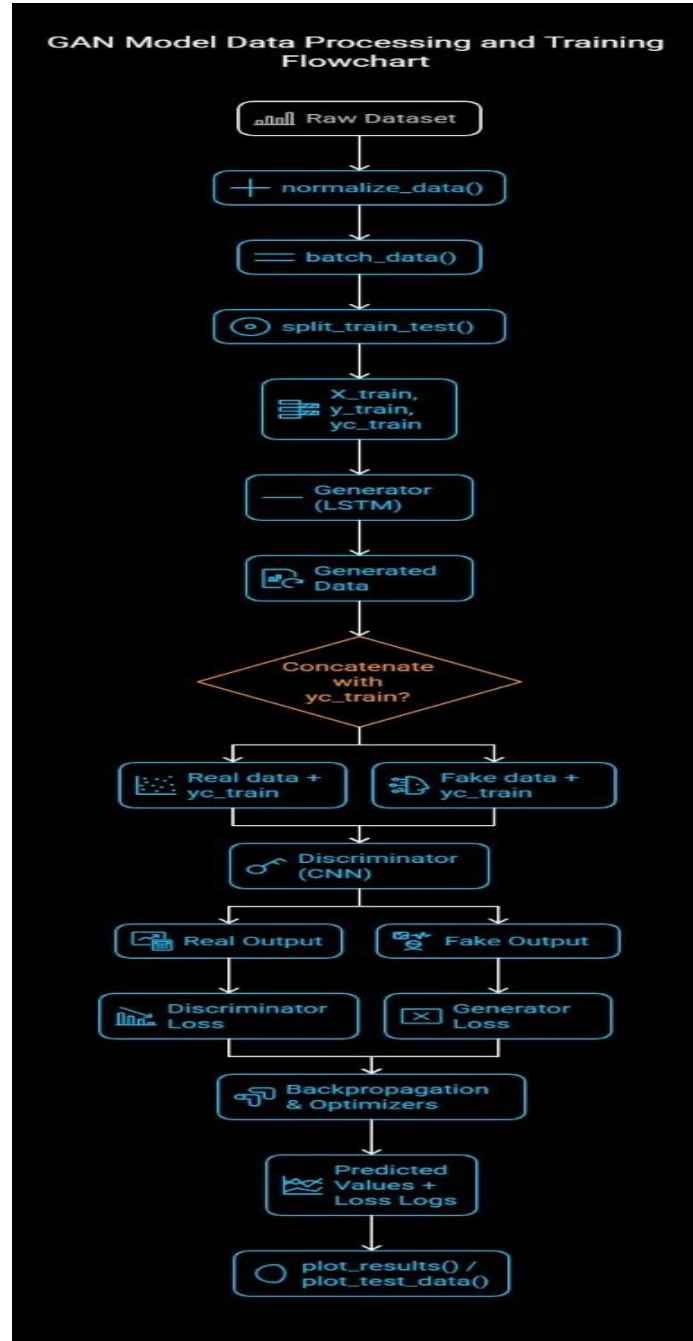 GAN Model Data Processing and Training
Flowchart
Raw Dataset
normalize_data()
batch_data()
split_train_test()
X_train,
y_train,
yc_train
Generator
(LSTM)
Generated
Data
Concatenate
with
yc_train?
Real data +
yc_train
Fake data +
yc_train
Discriminator
(CNN)
Real Output
Fake Output
Discriminator
Loss
Generator
Loss
Backpropagation
& Optimizers
Predicted
Values +
Loss Logs
plot_results() /
plot_test_data()